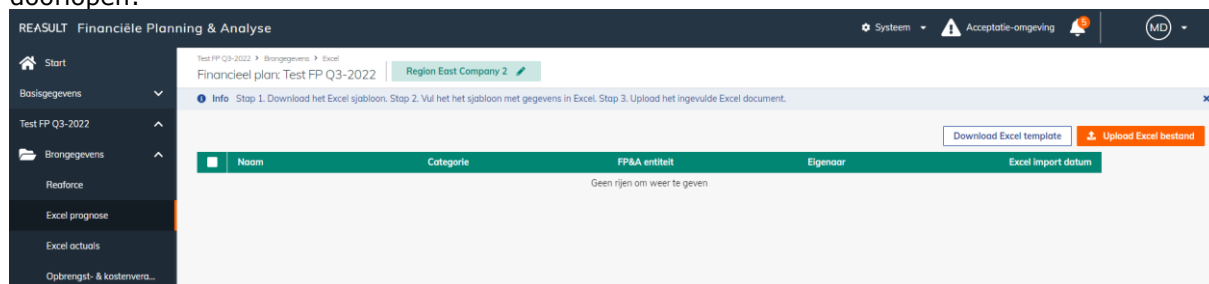 doorlopen:
REASULT Financiële Planning & Analyse
Systeem
Acceptatie-omgeving
5
MD
Start
Basisgegevens
Test FP Q3-2022
Brongegevens
Reaforce
Excel prognose
Excel actuals
Opbrengst- & kostenvera...
Test FP Q3-2022 > Brongegevens > Excel
Financieel plan: Test FP Q3-2022
Region East Company 2
Info Stap 1. Download het Excel sjabloon. Stap 2. Vul het het sjabloon met gegevens in Excel. Stap 3. Upload het ingevulde Excel document.
Download Excel template
Upload Excel bestand
Naam Categorie FP&A entiteit Eigenaar Excel import datum
Geen rijen om weer te geven